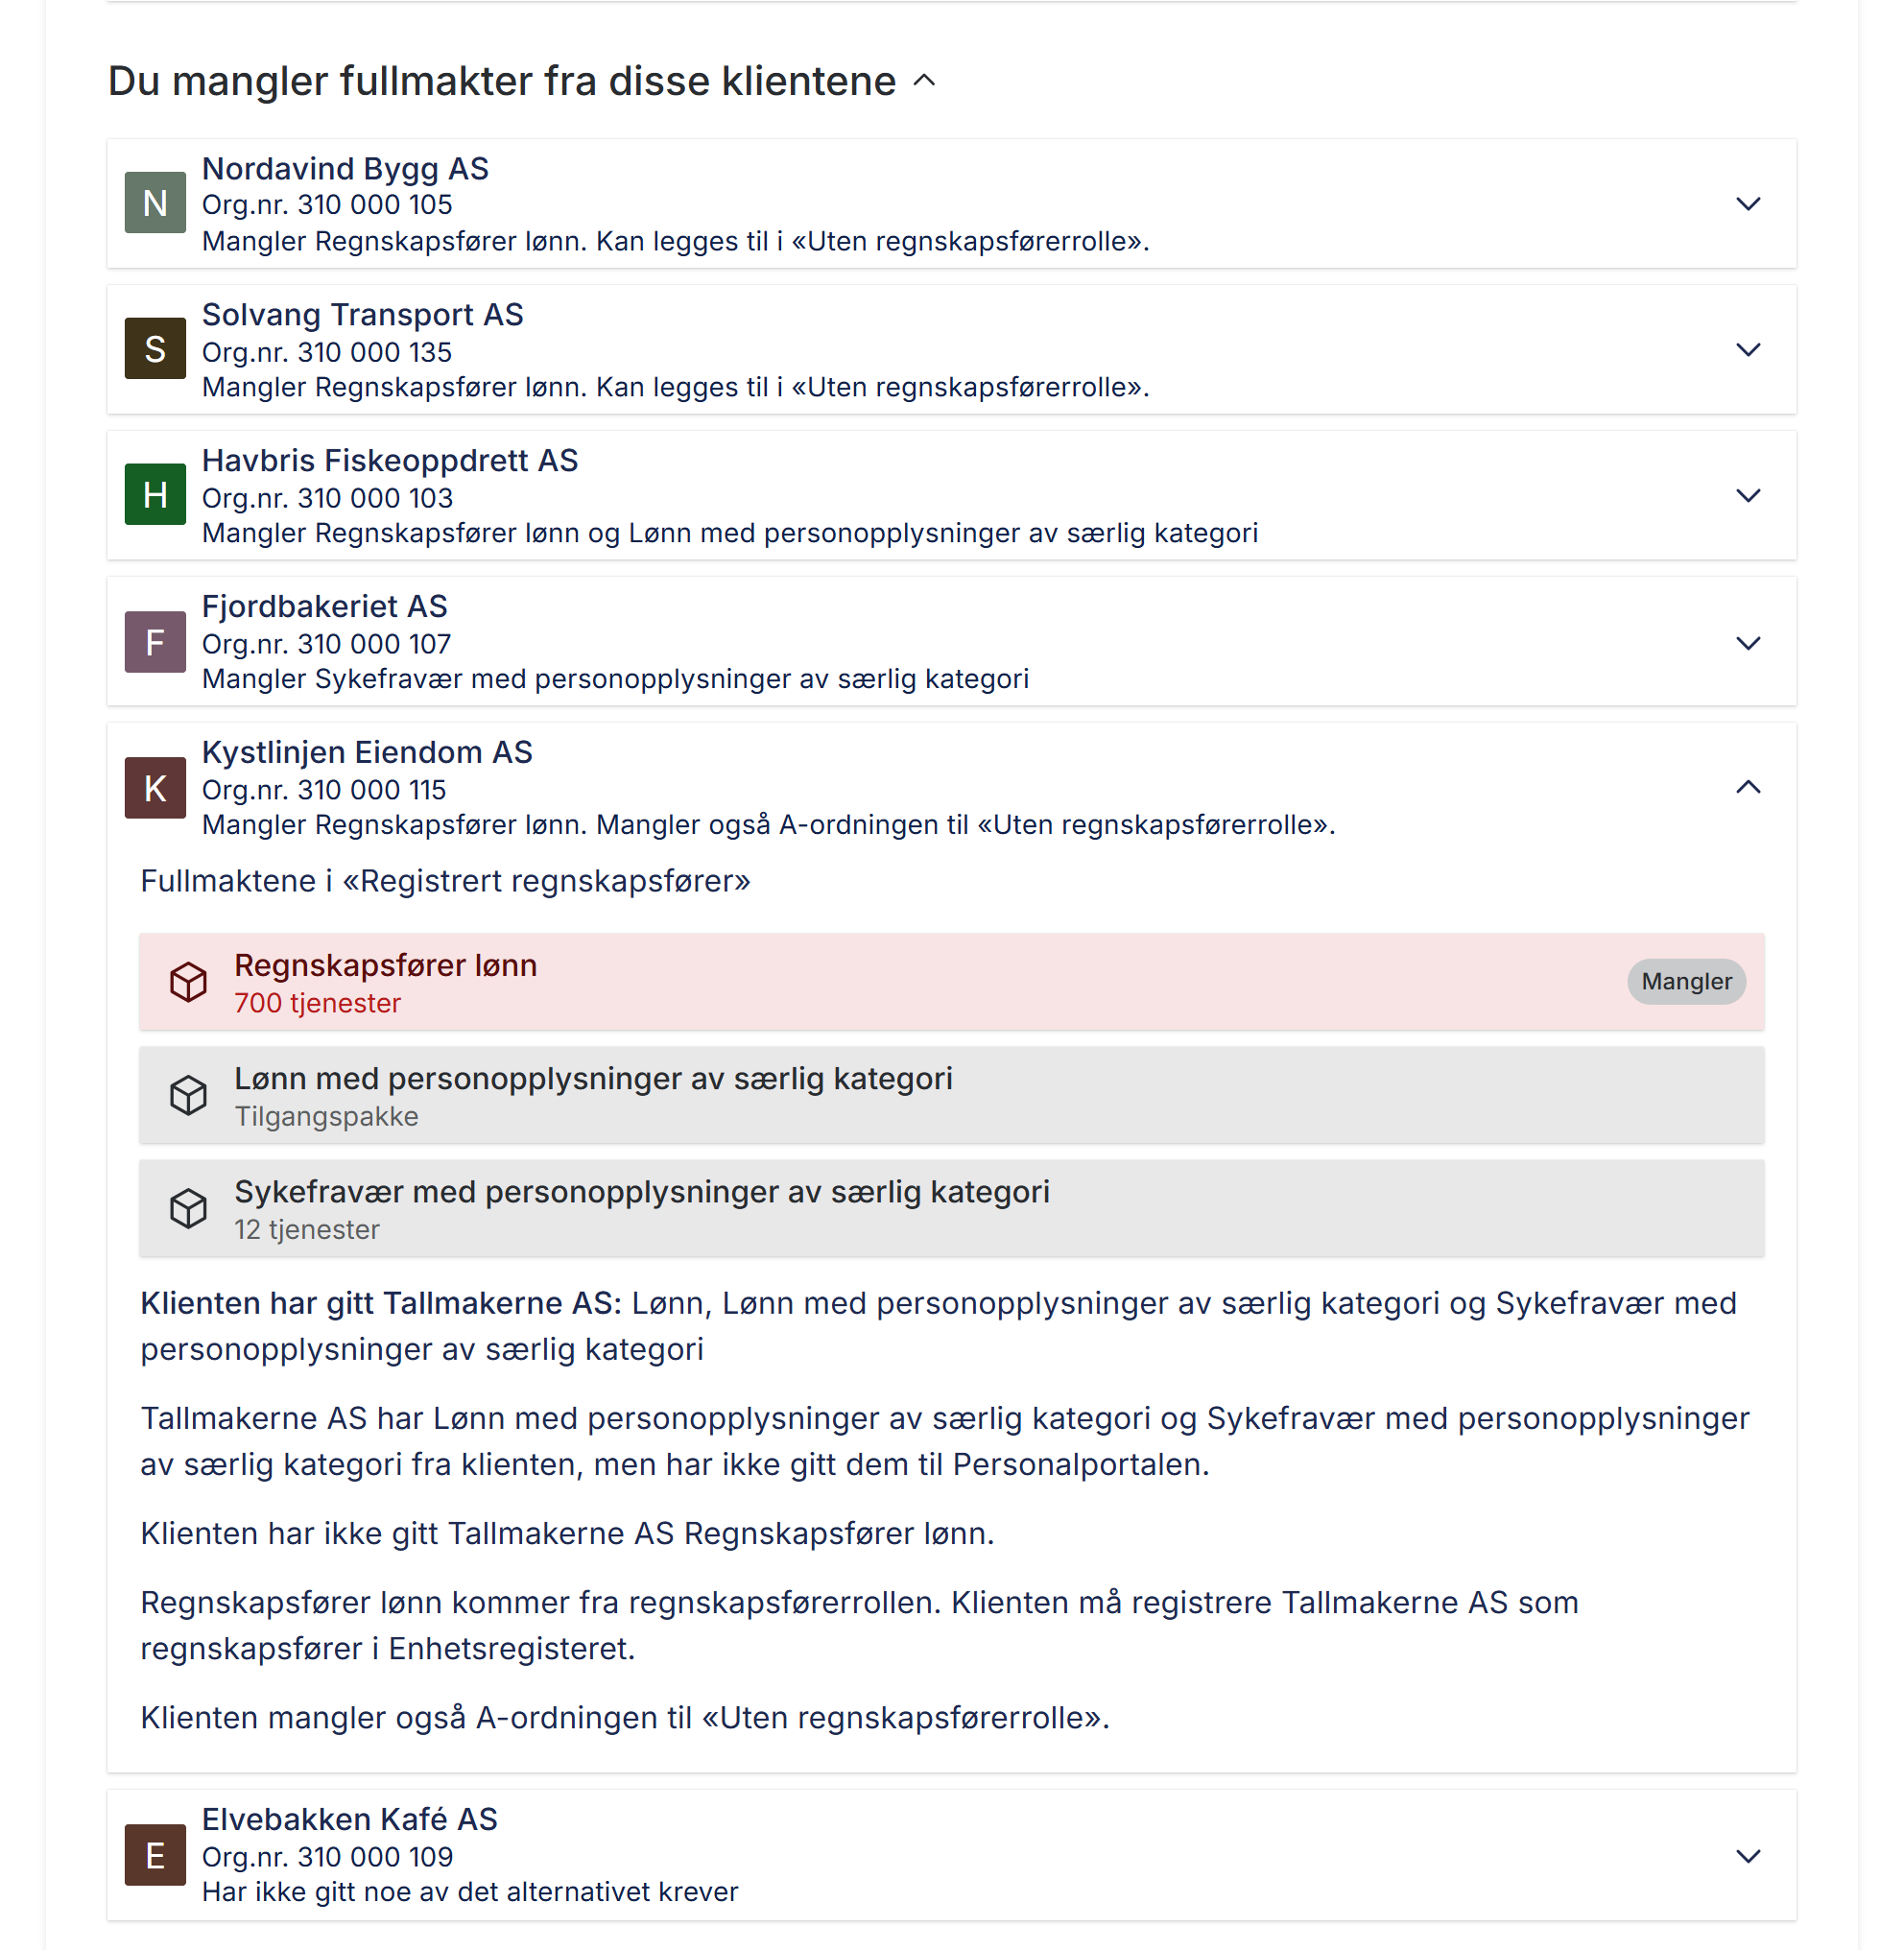 Du mangler fullmakter fra disse klientene
N
Nordavind Bygg AS
Org.nr. 310 000 105
Mangler Regnskapsfører lønn. Kan legges til i «Uten regnskapsførerrolle».
S
Solvang Transport AS
Org.nr. 310 000 135
Mangler Regnskapsfører lønn. Kan legges til i «Uten regnskapsførerrolle».
H
Havbris Fiskeoppdrett AS
Org.nr. 310 000 103
Mangler Regnskapsfører lønn og Lønn med personopplysninger av særlig kategori
F
Fjordbakeriet AS
Org.nr. 310 000 107
Mangler Sykefravær med personopplysninger av særlig kategori
K
Kystlinjen Eiendom AS
Org.nr. 310 000 115
Mangler Regnskapsfører lønn. Mangler også A-ordningen til «Uten regnskapsførerrolle».
Fullmaktene i «Registrert regnskapsfører»
Regnskapsfører lønn
700 tjenester
Mangler
Lønn med personopplysninger av særlig kategori
Tilgangspakke
Sykefravær med personopplysninger av særlig kategori
12 tjenester
Klienten har gitt Tallmakerne AS: Lønn, Lønn med personopplysninger av særlig kategori og Sykefravær med
personopplysninger av særlig kategori
Tallmakerne AS har Lønn med personopplysninger av særlig kategori og Sykefravær med personopplysninger
av særlig kategori fra klienten, men har ikke gitt dem til Personalportalen.
Klienten har ikke gitt Tallmakerne AS Regnskapsfører lønn.
Regnskapsfører lønn kommer fra regnskapsførerrollen. Klienten må registrere Tallmakerne AS som
regnskapsfører i Enhetsregisteret.
Klienten mangler også A-ordningen til «Uten regnskapsførerrolle».
E
Elvebakken Kafé AS
Org.nr. 310 000 109
Har ikke gitt noe av det alternativet krever